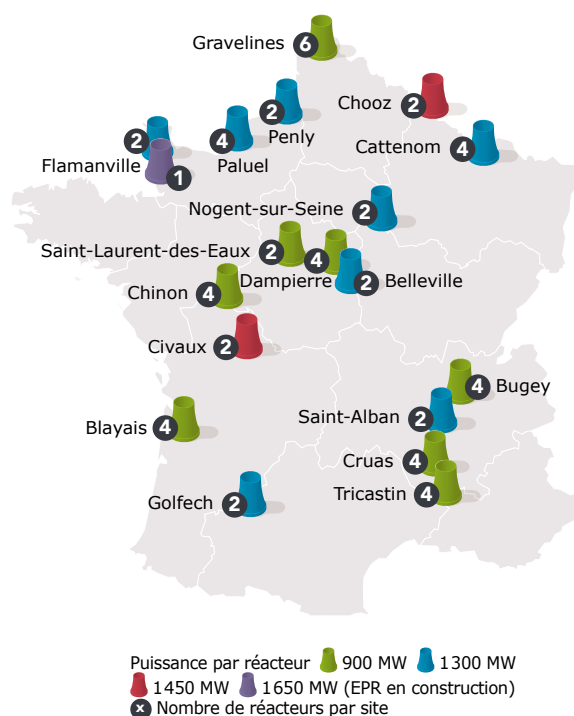 Gravelines 6
Chooz 2
2 Penly
4 Paluel
Cattenom 4
2 Flamanville
1
Nogent-sur-Seine 2
Saint-Laurent-des-Eaux 2
4 Dampierre
2 Belleville
Chinon 4
Civaux 2
4 Bugey
Saint-Alban 2
Blayais 4
Cruas 4
Tricastin 4
Golfech 2
Puissance par réacteur 900 MW 1300 MW
1450 MW 1650 MW (EPR en construction)
x Nombre de réacteurs par site